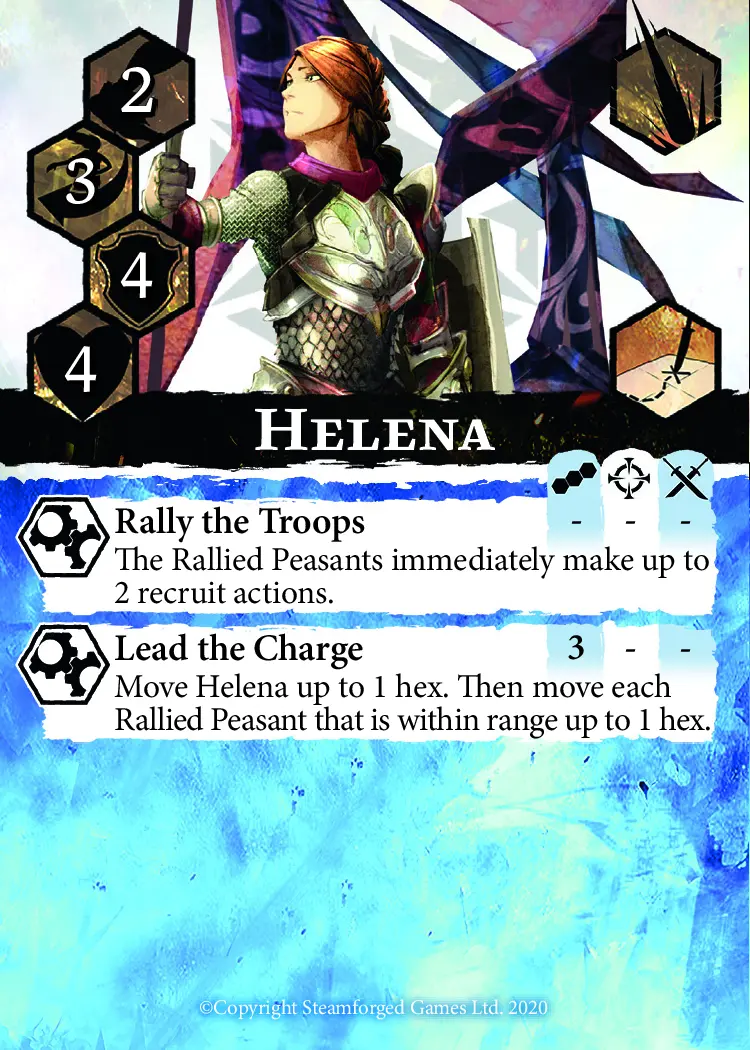 2
3
4
4
HELENA
Rally the Troops - - -
The Rallied Peasants immediately make up to
2 recruit actions.
Lead the Charge 3 - -
Move Helena up to 1 hex. Then move each
Rallied Peasant that is within range up to 1 hex.
©Copyright Steamforged Games Ltd. 2020